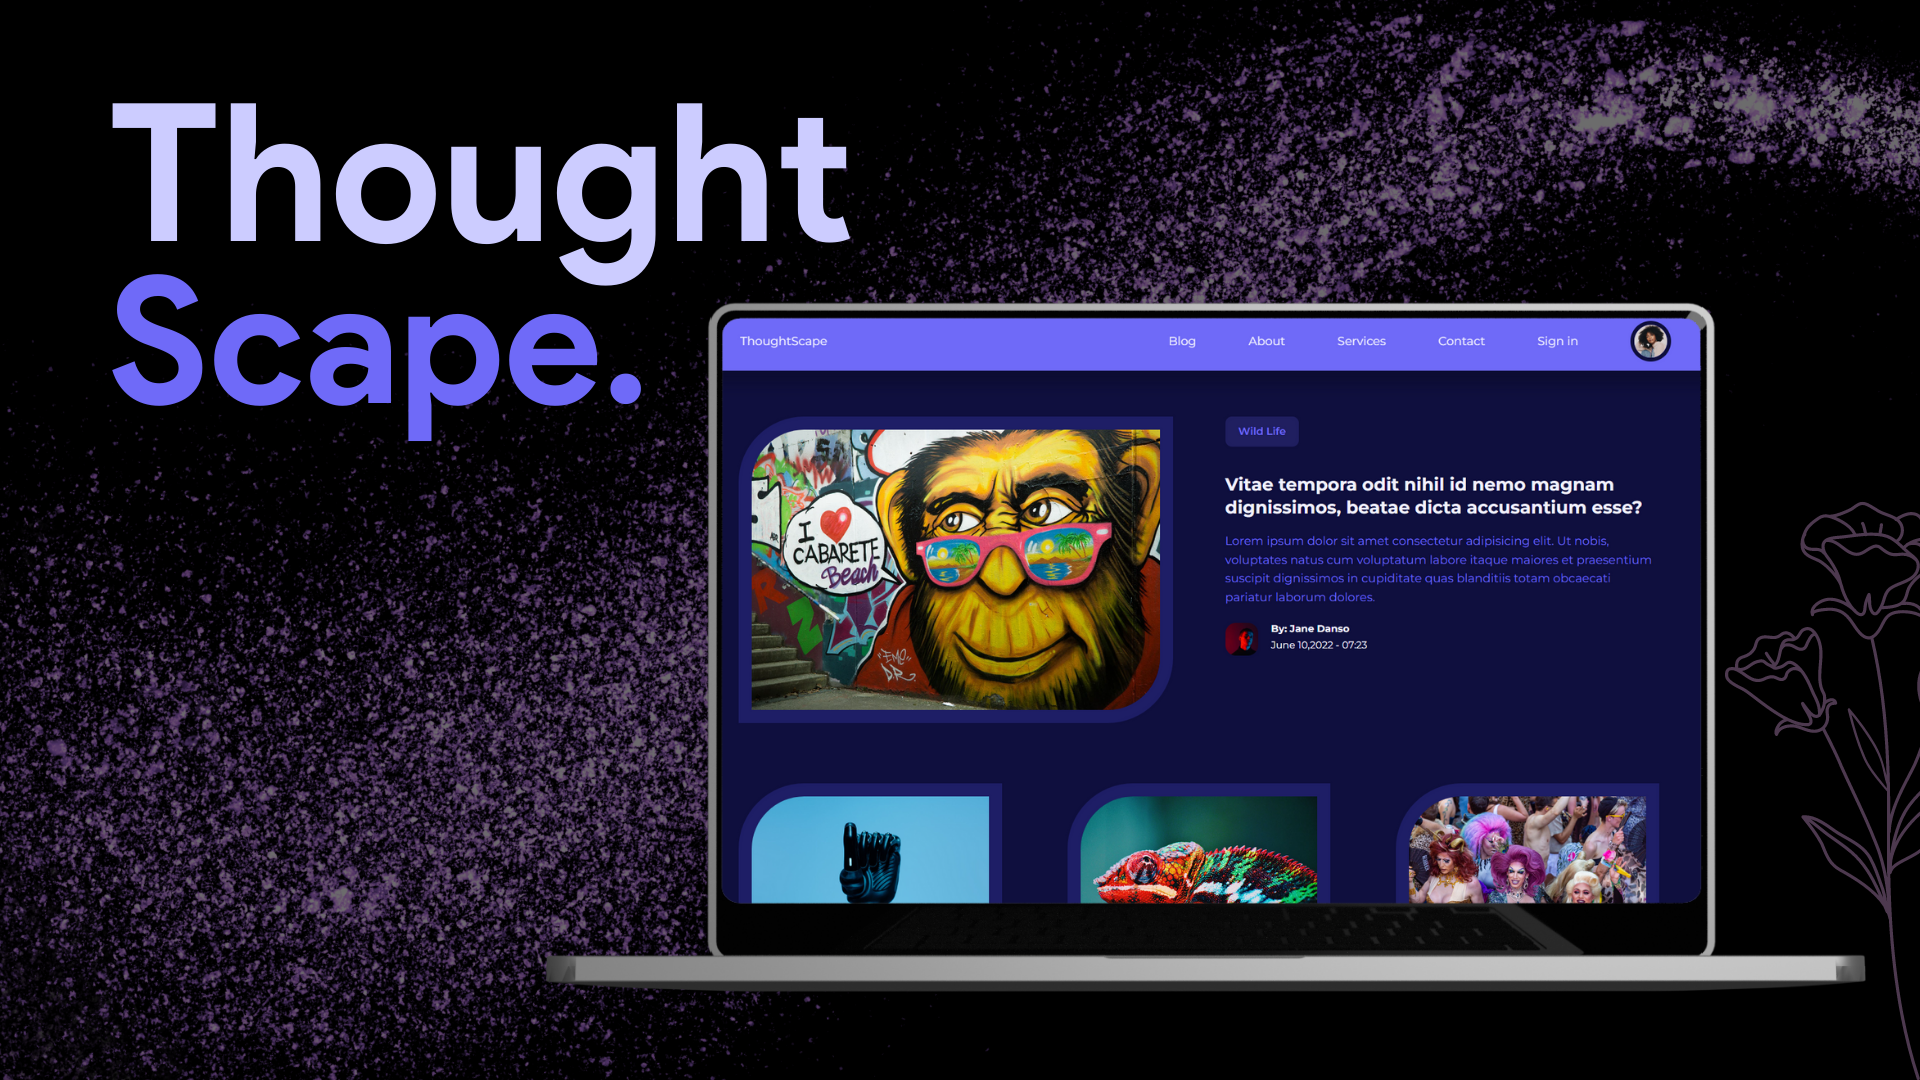 Thought
Scape.
ThoughtScape
Blog
About
Services
Contact
Sign in
I
CABARETE
Beach
Wild Life
Vitae tempora odit nihil id nemo magnam
dignissimos, beatae dicta accusantium esse?
Lorem ipsum dolor sit amet consectetur adipisicing elit. Ut nobis,
voluptates natus cum voluptatum labore itaque maiores et praesentium
suscipit dignissimos in cupiditate quas blanditiis totam obcaecati
pariatur laborum dolores.
By: Jane Danso
June 10,2022 - 07:23